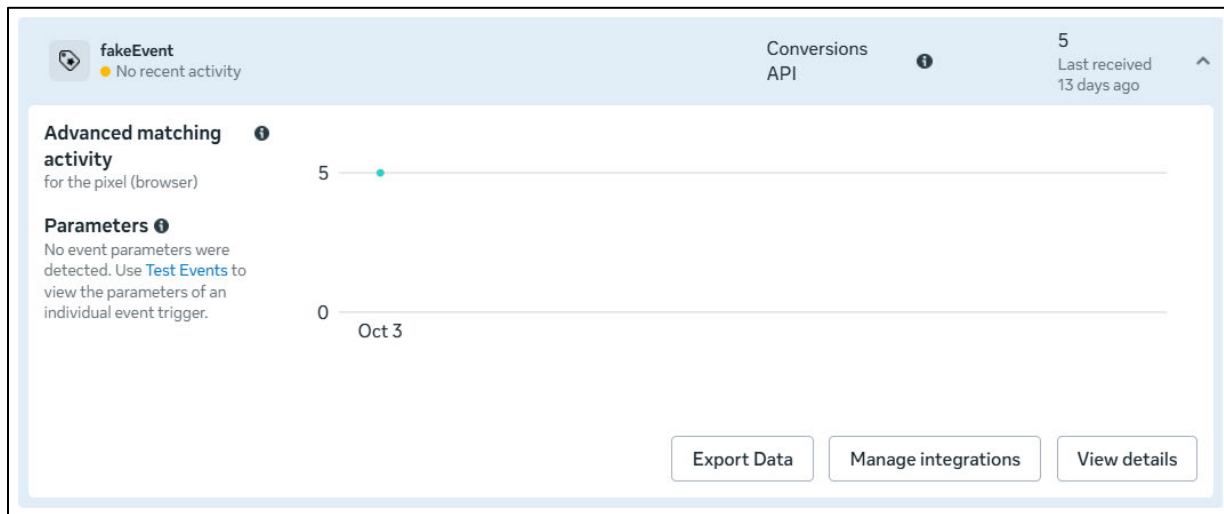 fakeEvent
No recent activity
Conversions
API
5
Last received
13 days ago
Advanced matching
activity
for the pixel (browser)
Parameters
No event parameters were
detected. Use Test Events to
view the parameters of an
individual event trigger.
5
0
Oct 3
Export Data
Manage integrations
View details